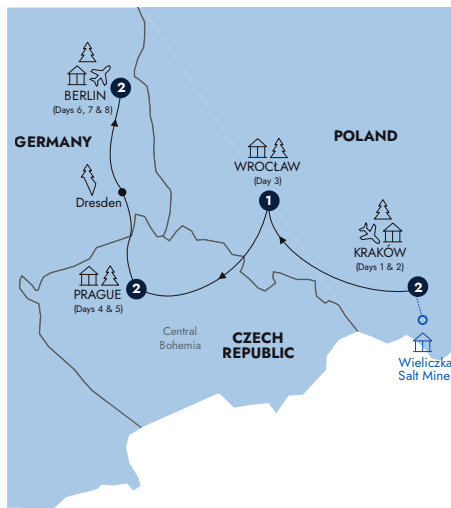 2
BERLIN
(Days 6, 7 & 8)
GERMANY
POLAND
WROCŁAW
(Day 3)
1
Dresden
KRAKÓW
(Days 1 & 2)
2
PRAGUE
(Days 4 & 5)
2
Central
Bohemia
CZECH
REPUBLIC
Wieliczka
Salt Mine